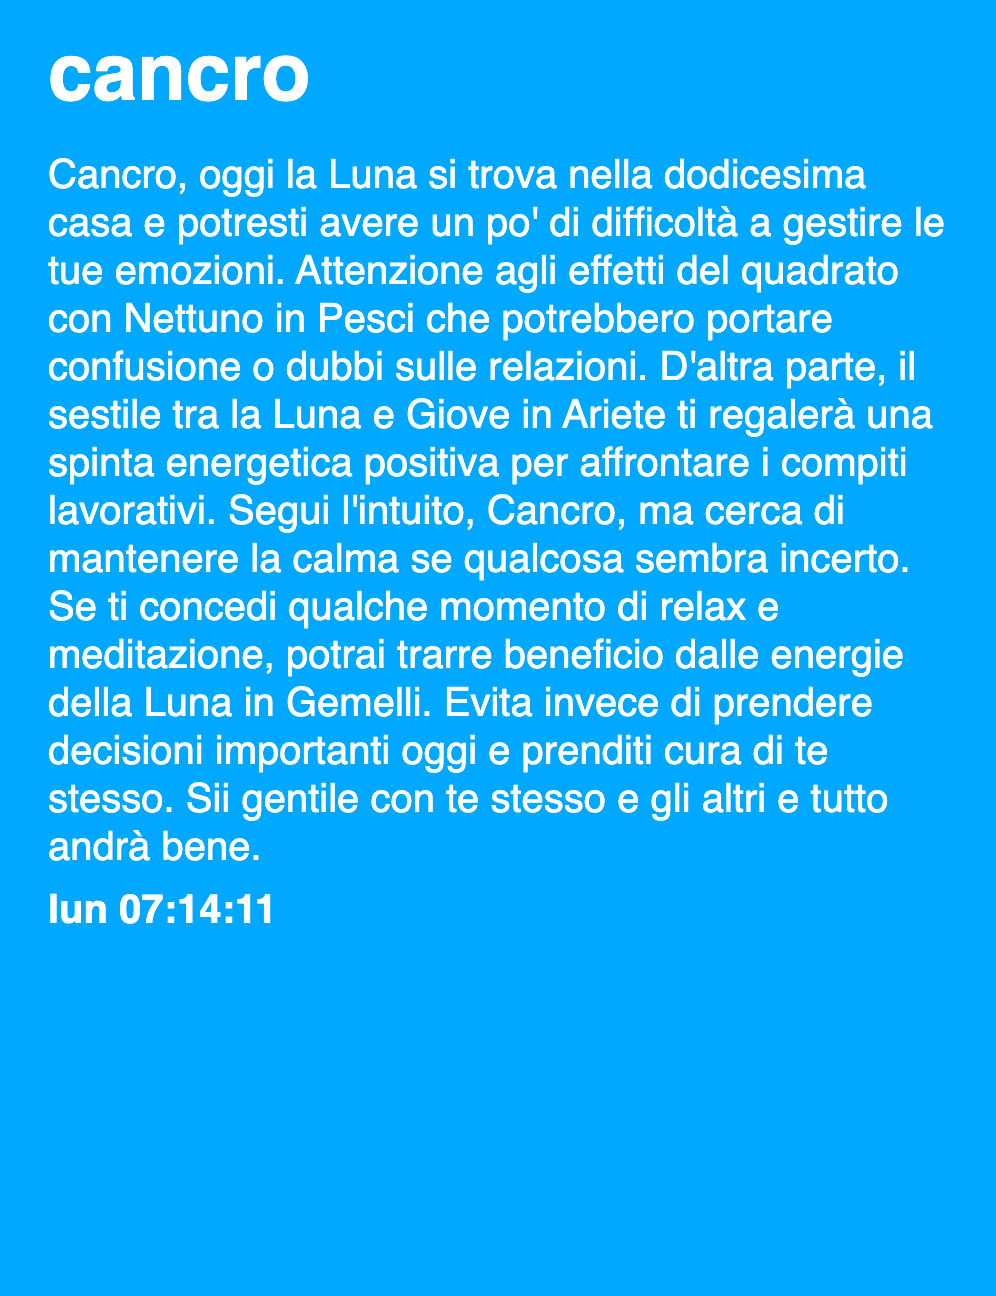 cancro
Cancro, oggi la Luna si trova nella dodicesima
casa e potresti avere un po' di difficoltà a gestire le
tue emozioni. Attenzione agli effetti del quadrato
con Nettuno in Pesci che potrebbero portare
confusione o dubbi sulle relazioni. D'altra parte, il
sestile tra la Luna e Giove in Ariete ti regalerà una
spinta energetica positiva per affrontare i compiti
lavorativi. Segui l'intuito, Cancro, ma cerca di
mantenere la calma se qualcosa sembra incerto.
Se ti concedi qualche momento di relax e
meditazione, potrai trarre beneficio dalle energie
della Luna in Gemelli. Evita invece di prendere
decisioni importanti oggi e prenditi cura di te
stesso. Sii gentile con te stesso e gli altri e tutto
andrà bene.
lun 07:14:11